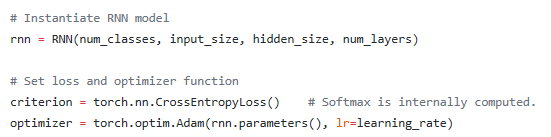 # Instantiate RNN model
rnn = RNN(num_classes, input_size, hidden_size, num_layers)
# Set loss and optimizer function
criterion = torch.nn.CrossEntropyLoss()    # Softmax is internally computed.
optimizer = torch.optim.Adam(rnn.parameters(), lr=learning_rate)